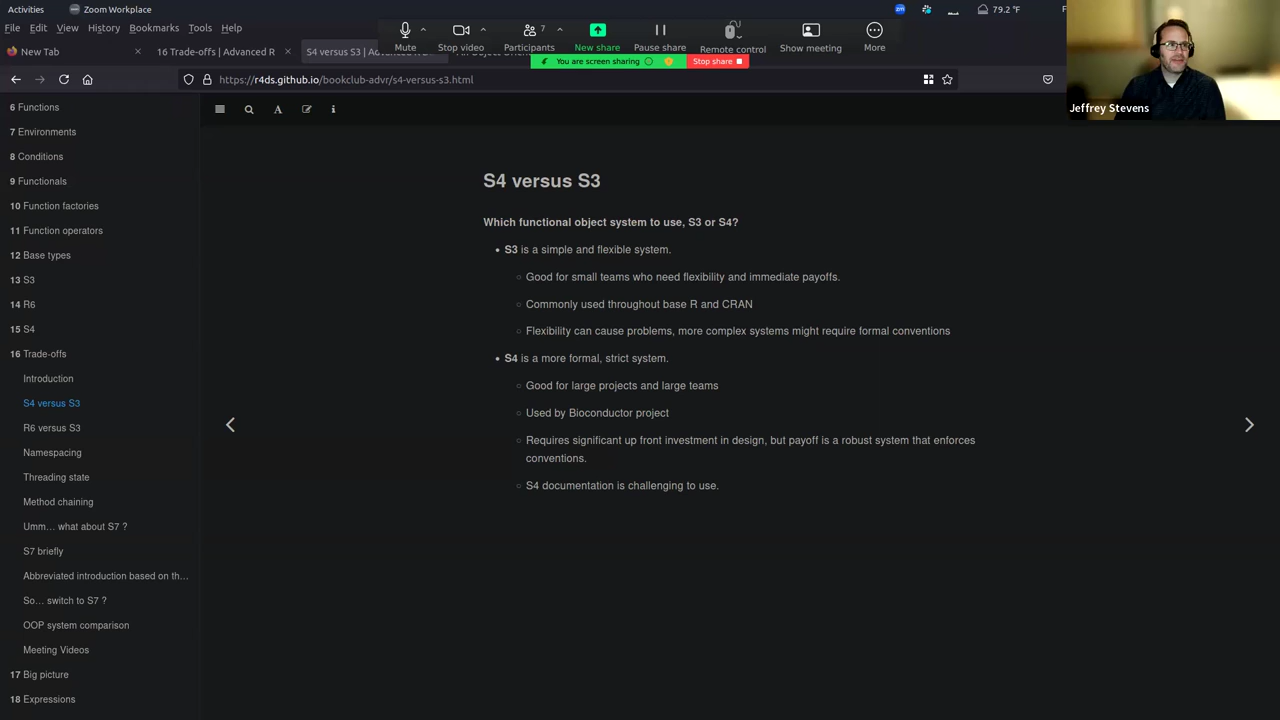 Activities
Zoom Workplace
79.2 °F
File Edit View History Bookmarks Tools Help
Mute
Stop video
7
Participants
New share
Pause share
Remote control
Show meeting
More
New Tab
16 Trade-offs | Advanced R
S4 versus S3 |
You are screen sharing
Stop share
https://r4ds.github.io/bookclub-advr/s4-versus-s3.html
Jeffrey Stevens
6 Functions
7 Environments
8 Conditions
9 Functionals
10 Function factories
11 Function operators
12 Base types
13 S3
14 R6
15 S4
16 Trade-offs
Introduction
S4 versus S3
R6 versus S3
Namespacing
Threading state
Method chaining
Umm... what about S7 ?
S7 briefly
Abbreviated introduction based on th...
So... switch to S7 ?
OOP system comparison
Meeting Videos
17 Big picture
18 Expressions
S4 versus S3
Which functional object system to use, S3 or S4?
• S3 is a simple and flexible system.
○ Good for small teams who need flexibility and immediate payoffs.
○ Commonly used throughout base R and CRAN
○ Flexibility can cause problems, more complex systems might require formal conventions
• S4 is a more formal, strict system.
○ Good for large projects and large teams
○ Used by Bioconductor project
○ Requires significant up front investment in design, but payoff is a robust system that enforces
conventions.
○ S4 documentation is challenging to use.